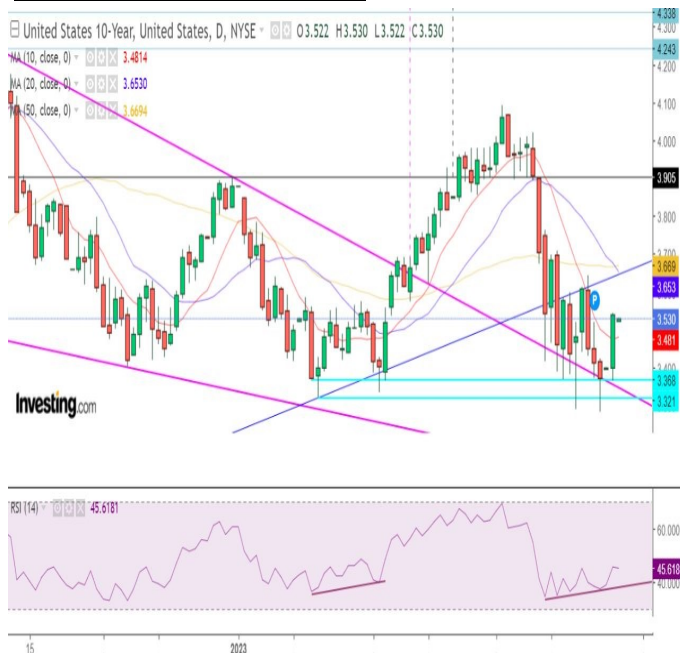 4.338
United States 10-Year, United States, D, NYSE O3.522 H3.530 L3.522 C3.530
4.300
4.243
MA (10, close, 0) 3.4814
4.200
MA (20, close, 0) 3.6530
MA (50, close, 0) 3.6694
4.100
4.000
3.905
3.800
3.700
3.669
3.653
P
3.530
3.481
3.400
3.368
3.321
Investing.com
RSI (14) 45.6181
60.000
45.618
40.000
15 2023